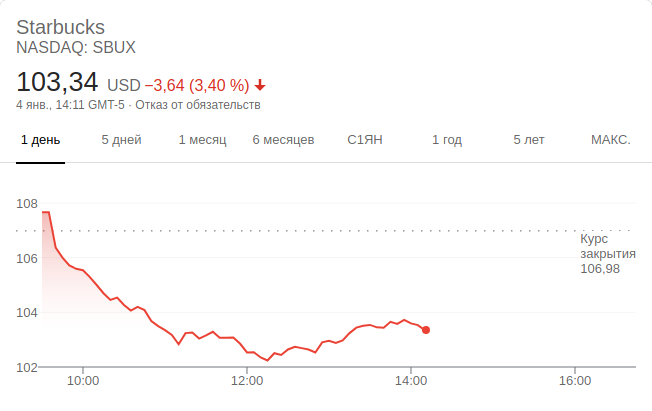 Starbucks
NASDAQ: SBUX
103,34 USD −3,64 (3,40 %)
4 янв., 14:11 GMT-5 · Отказ от обязательств
1 день 5 дней 1 месяц 6 месяцев С1ЯН 1 год 5 лет МАКС.
108
Курс
закрытия
106,98
106
104
102
10:00 12:00 14:00 16:00